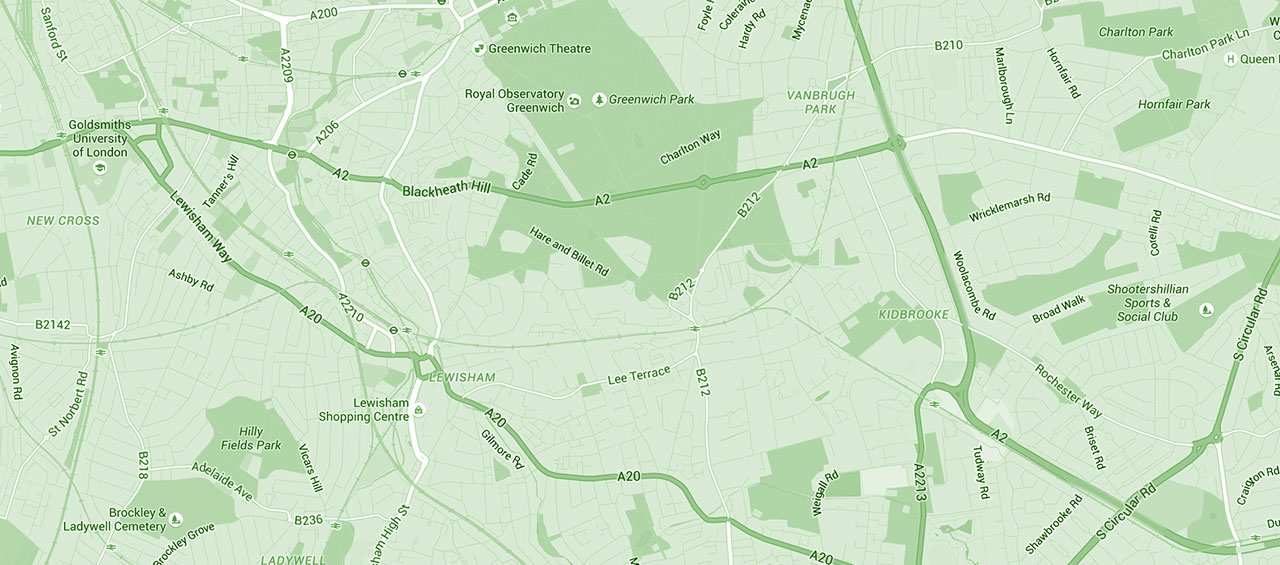 A200
Sanford St
A2209
Greenwich Theatre
Foyle
Coleraine
Hardy Rd
Mycenae
B210
Charlton Park
Charlton Park Ln
Queen
Marlborough Ln
Hornfair Rd
Hornfair Park
Royal Observatory
Greenwich
Greenwich Park
VANBRUGH
PARK
Goldsmiths
University
of London
A206
Charlton Way
A2
A2
Blackheath Hill
Cade Rd
A2
B212
Tanner's Hill
Lewisham Way
NEW CROSS
Hare and Billet Rd
Wricklemarsh Rd
Corelli Rd
Ashby Rd
A20
A2210
B212
Woolacombe Rd
Broad Walk
Shootershillian
Sports &
Social Club
S Circular Rd
KIDBROOKE
B2142
Avignon Rd
St Norbert Rd
LEWISHAM
Lee Terrace
B212
Rochester Way
Lewisham
Shopping Centre
A20
Gilmore Rd
Hilly
Fields Park
Vicars Hill
B218
Adelaide Ave
A20
Weigall Rd
A2213
A2
Tudway Rd
Briset Rd
Craigton Rd
Brockley &
Ladywell Cemetery
B236
Brockley Grove
LADYWELL
sham High St
A20
Shawbrooke Rd
S Circular Rd